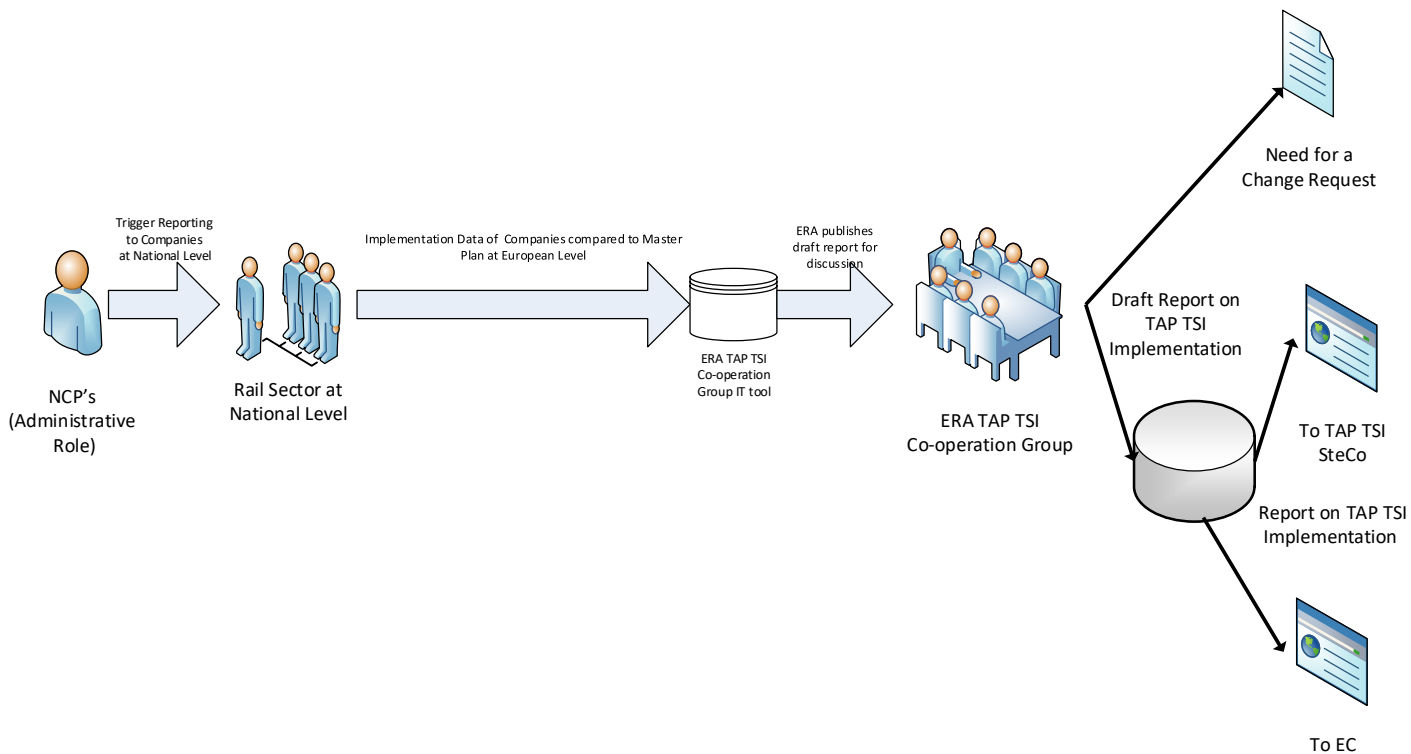 Trigger Reporting
to Companies
at National Level
NCP's
(Administrative
Role)
Rail Sector at
National Level
Implementation Data of Companies compared to Master
Plan at European Level
ERA TAP TSI
Co-operation
Group IT tool
ERA publishes
draft report for
discussion
ERA TAP TSI
Co-operation Group
Need for a
Change Request
Draft Report on
TAP TSI
Implementation
To TAP TSI
SteCo
Report on TAP TSI
Implementation
To EC